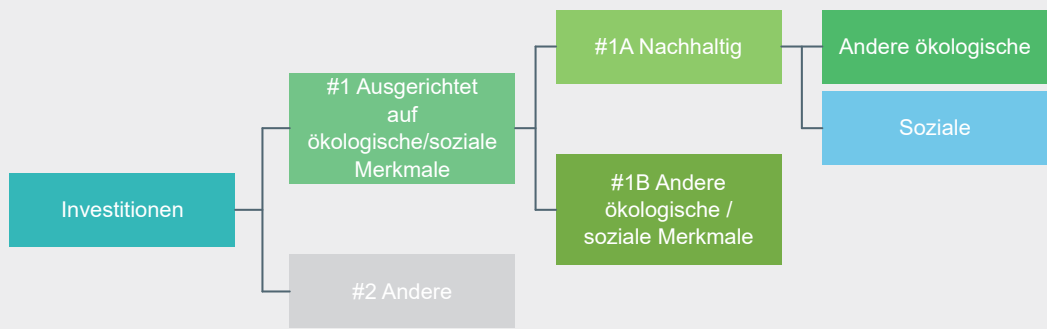 #1A Nachhaltig
Andere ökologische
#1 Ausgerichtet
auf
ökologische/soziale
Merkmale
Soziale
#1B Andere
ökologische /
soziale Merkmale
Investitionen
#2 Andere